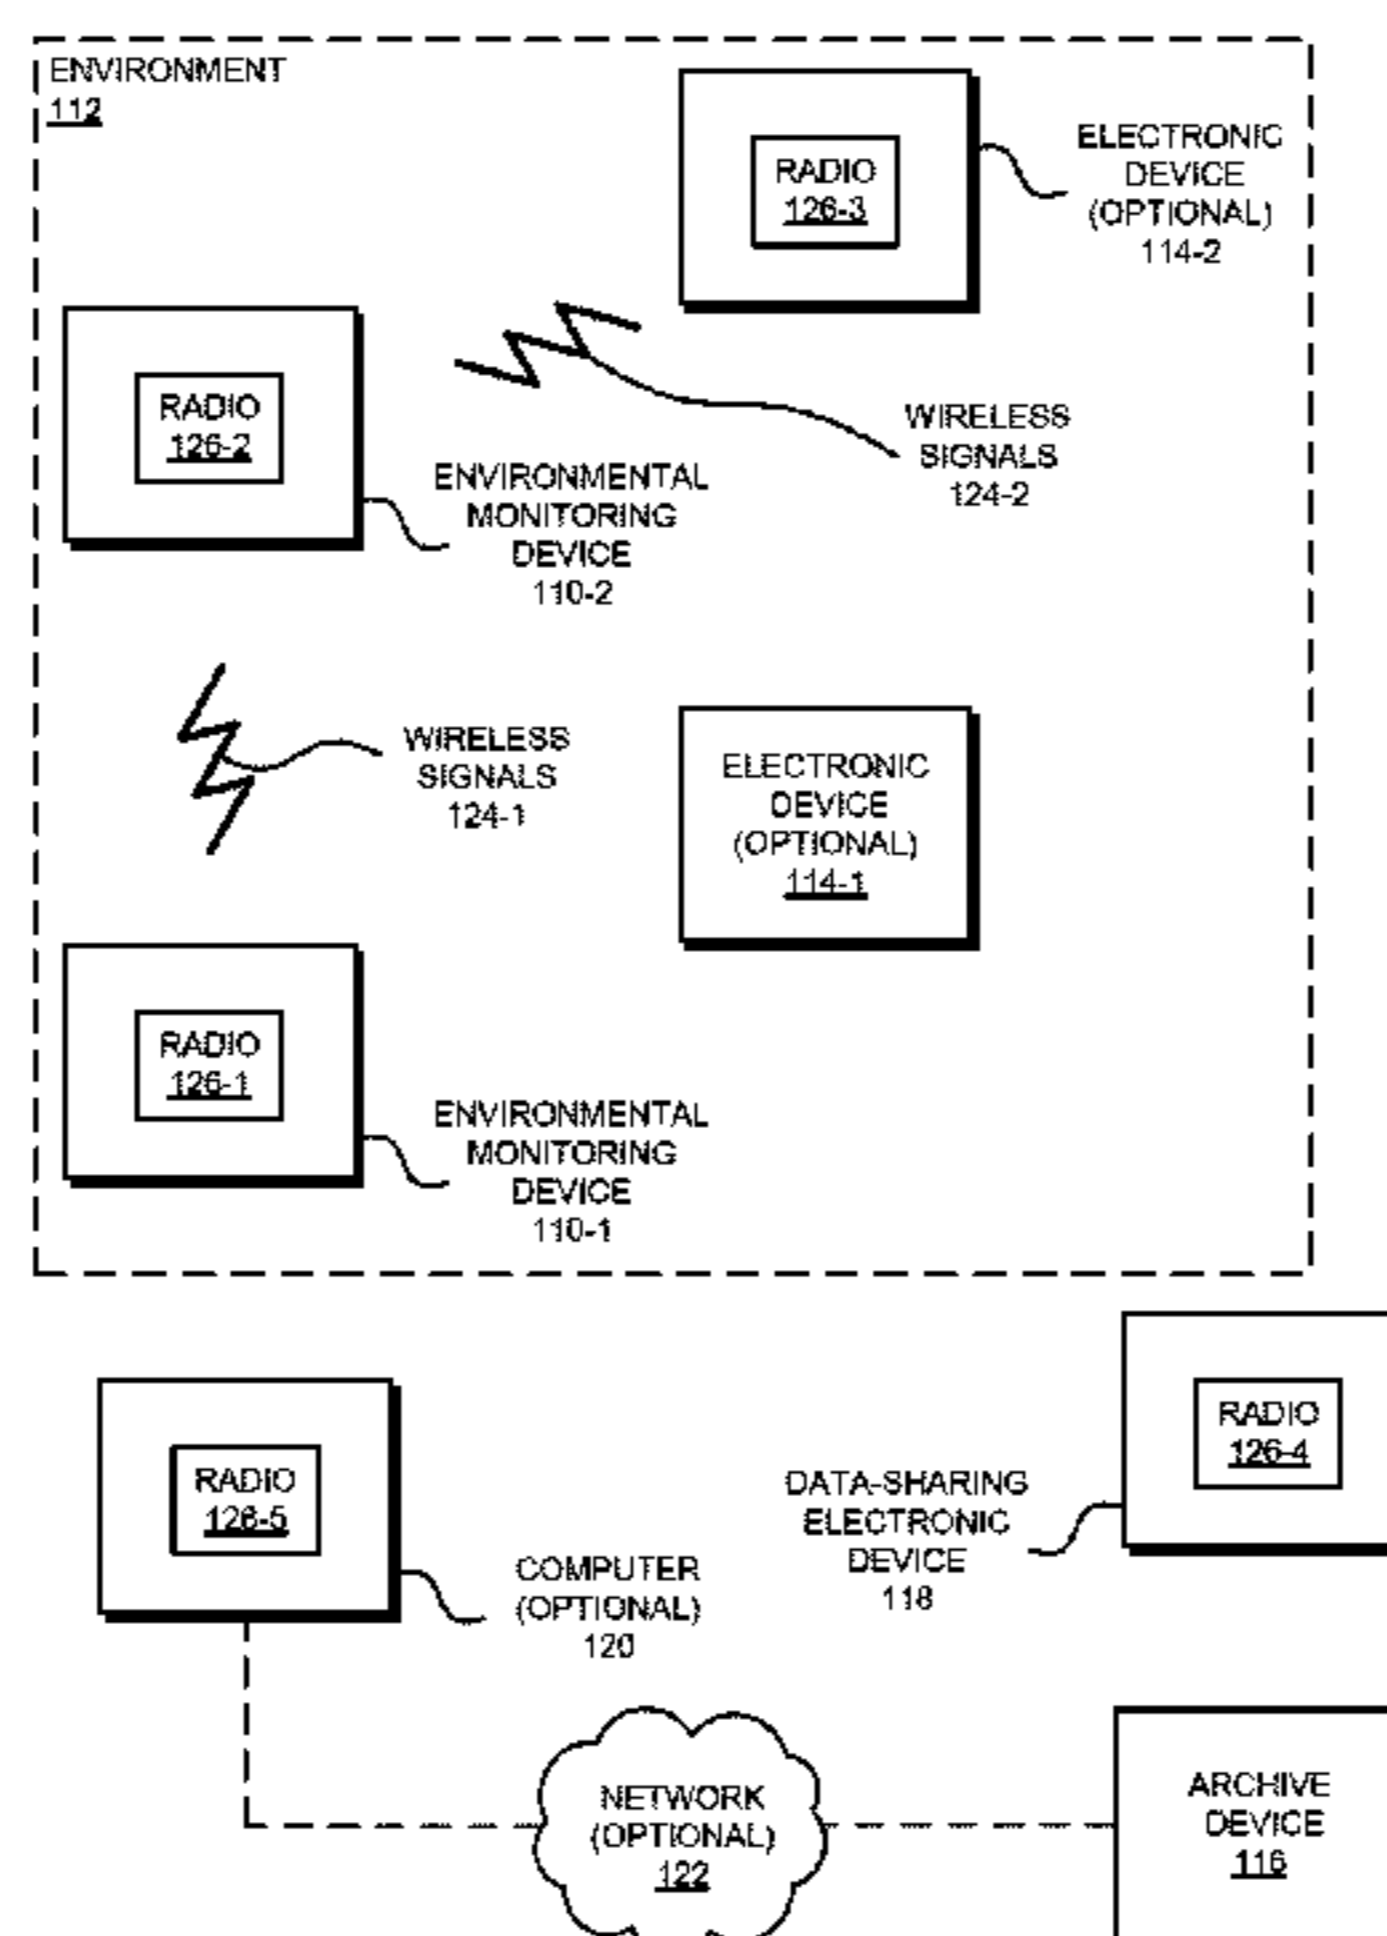 ENVIRONMENT
112
RADIO
126-3
ELECTRONIC
DEVICE
(OPTIONAL)
114-2
RADIO
126-2
ENVIRONMENTAL
MONITORING
DEVICE
110-2
WIRELESS
SIGNALS
124-2
WIRELESS
SIGNALS
124-1
ELECTRONIC
DEVICE
(OPTIONAL)
114-1
RADIO
126-1
ENVIRONMENTAL
MONITORING
DEVICE
110-1
RADIO
126-4
DATA-SHARING
ELECTRONIC
DEVICE
118
RADIO
126-5
COMPUTER
(OPTIONAL)
120
NETWORK
(OPTIONAL)
122
ARCHIVE
DEVICE
116